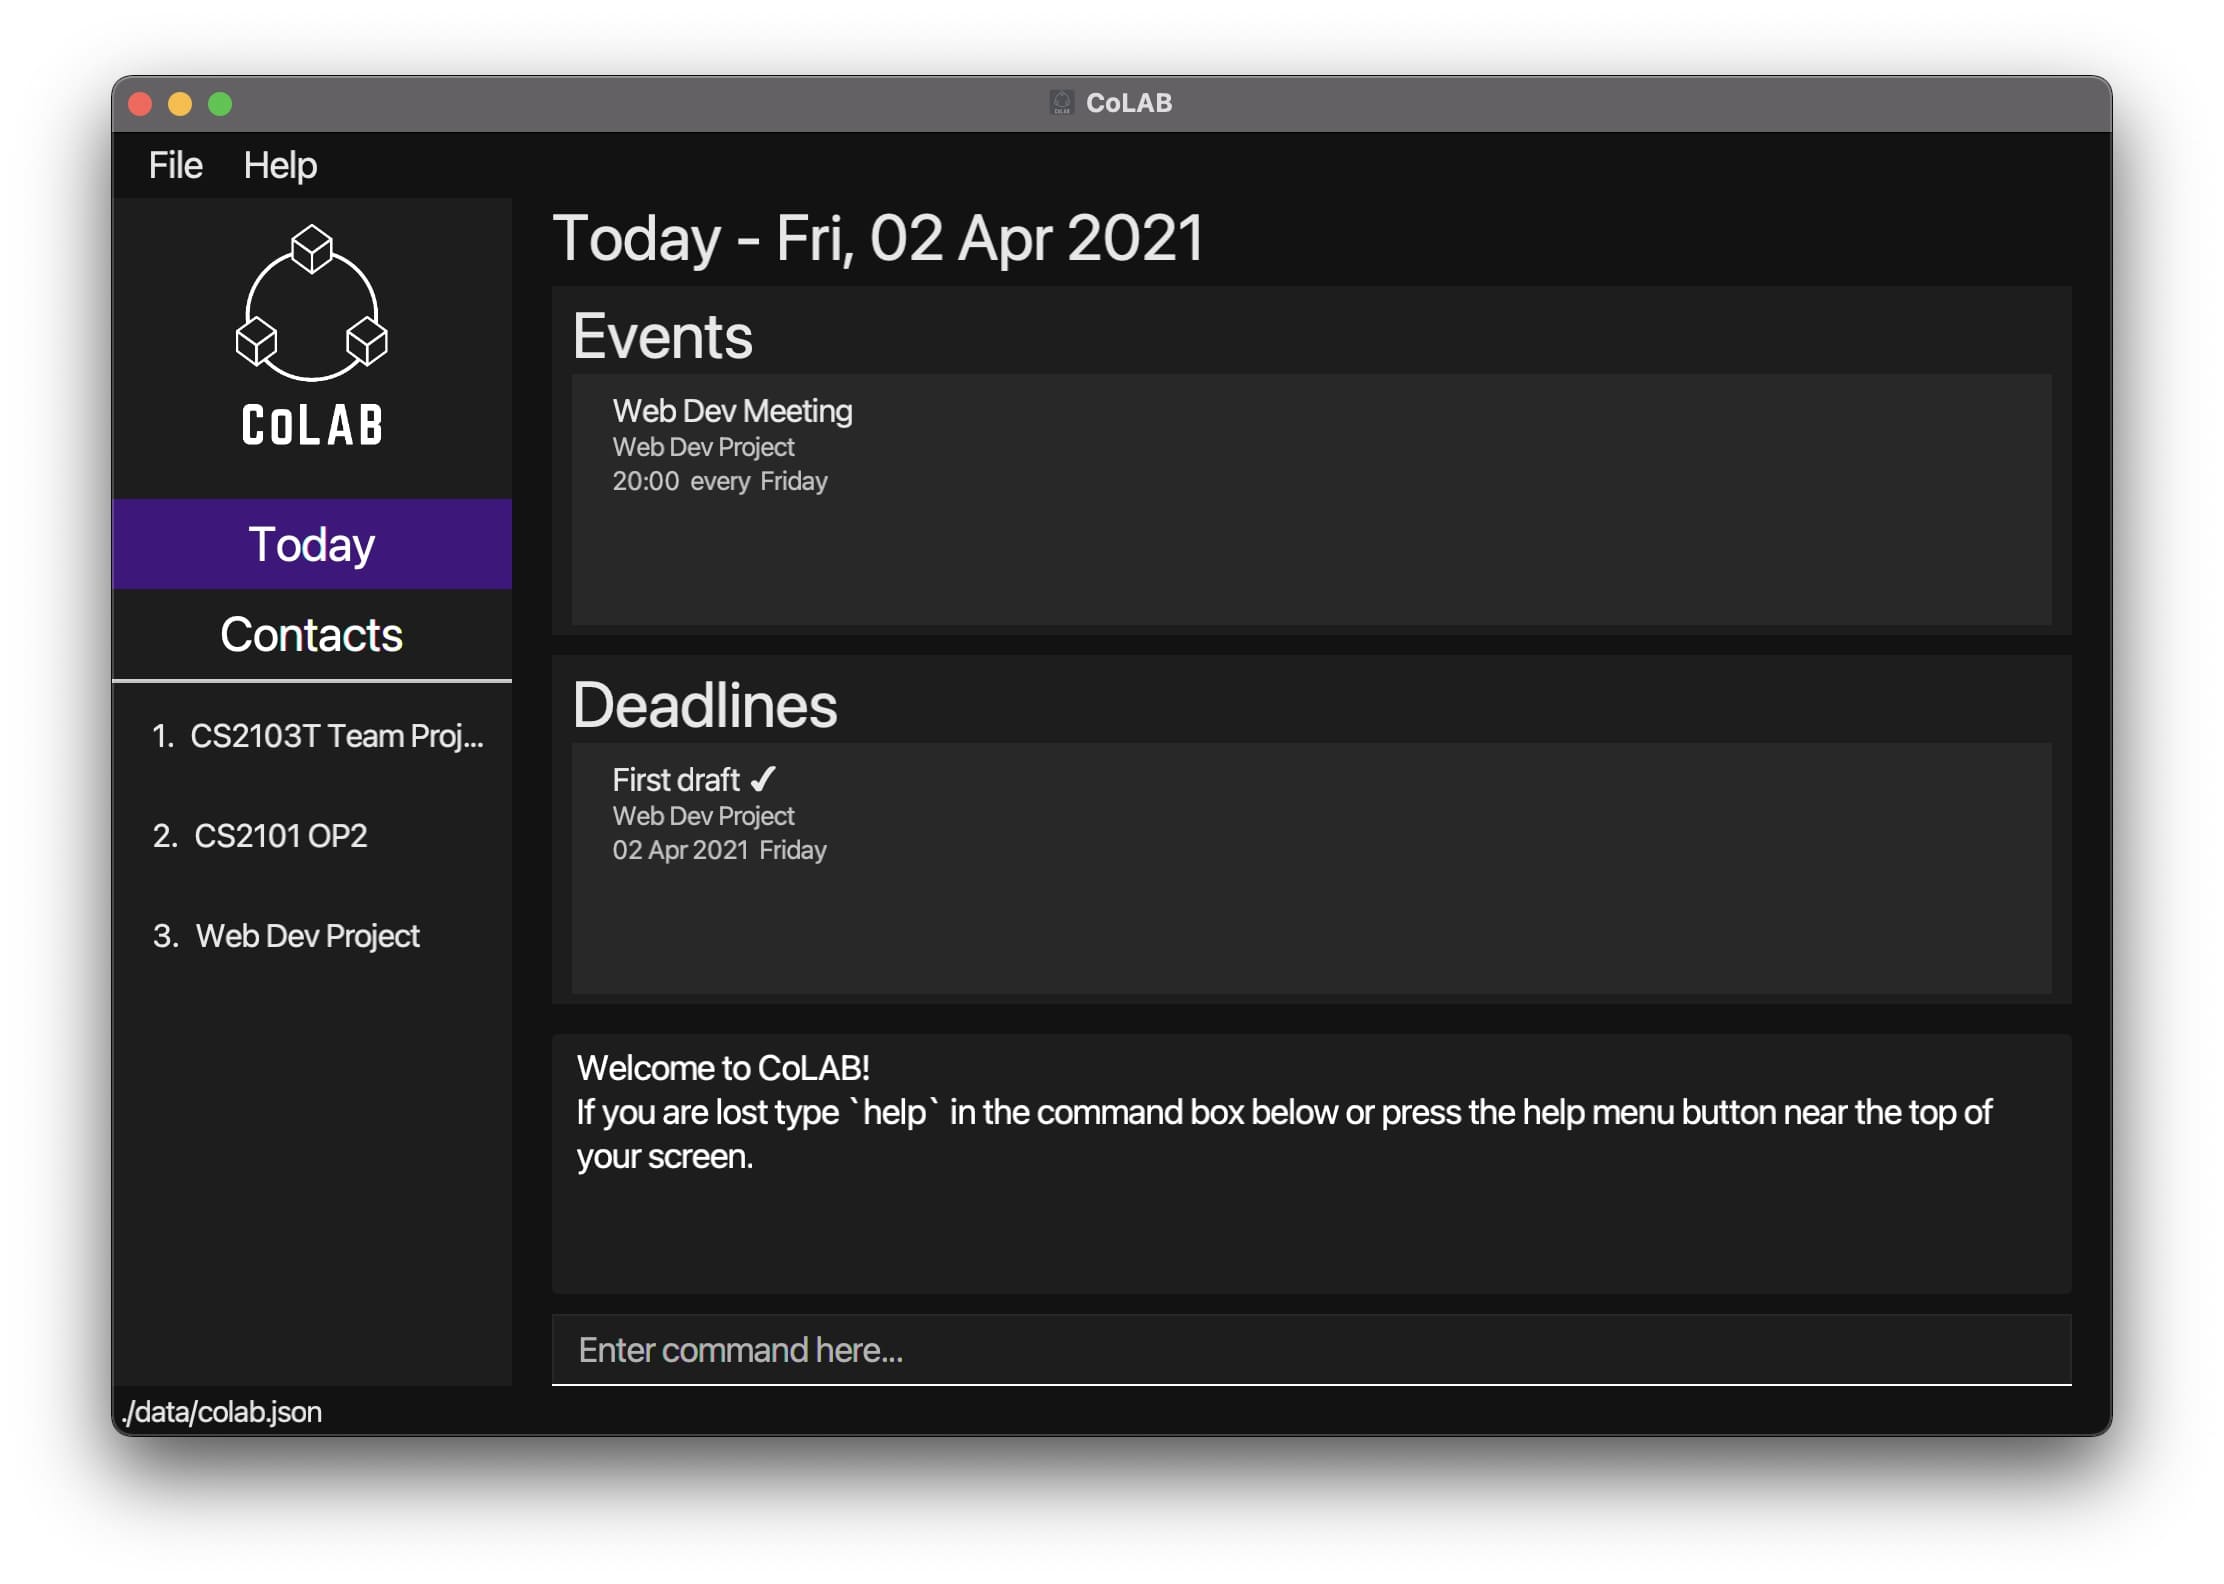 CoLAB
File Help
CoLAB
Today
Contacts
1. CS2103T Team Proj...
2. CS2101 OP2
3. Web Dev Project
Today - Fri, 02 Apr 2021
Events
Web Dev Meeting
Web Dev Project
20:00 every Friday
Deadlines
First draft ✓
Web Dev Project
02 Apr 2021 Friday
Welcome to CoLAB!
If you are lost type `help` in the command box below or press the help menu button near the top of
your screen.
Enter command here...
./data/colab.json